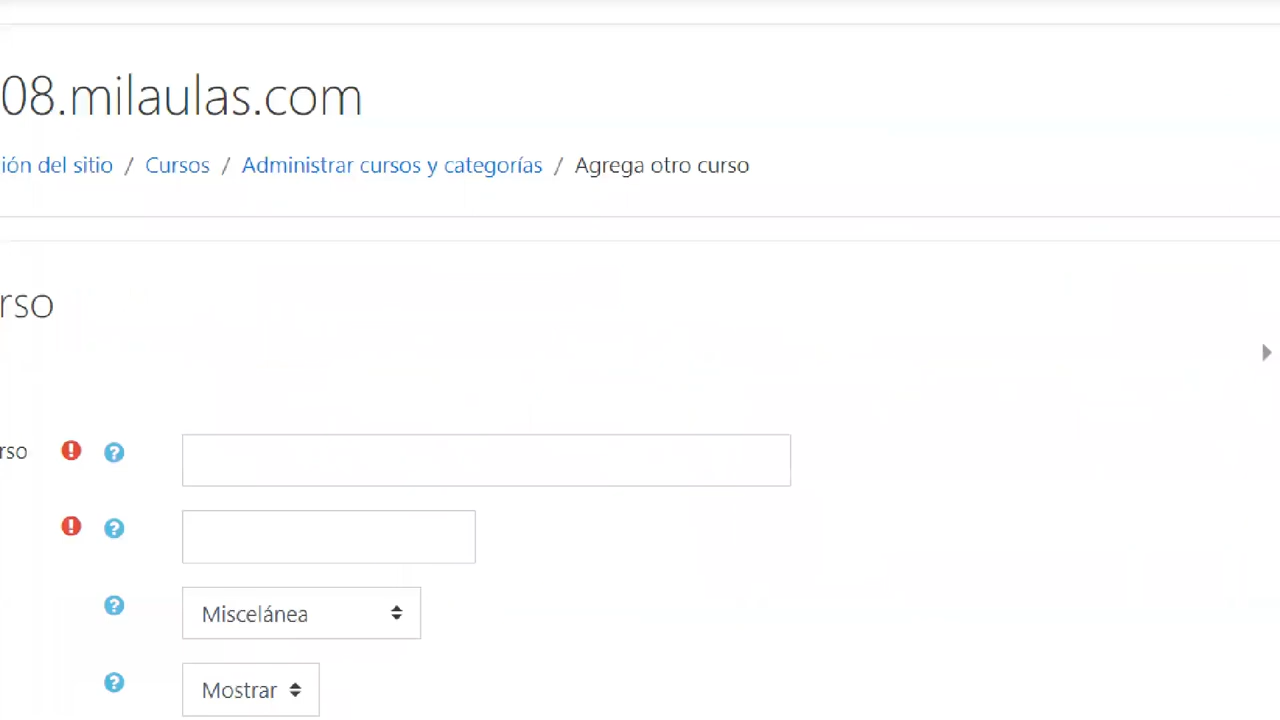 08.milaulas.com
ión del sitio / Cursos / Administrar cursos y categorías / Agrega otro curso
rso
rso
Miscelánea
Mostrar